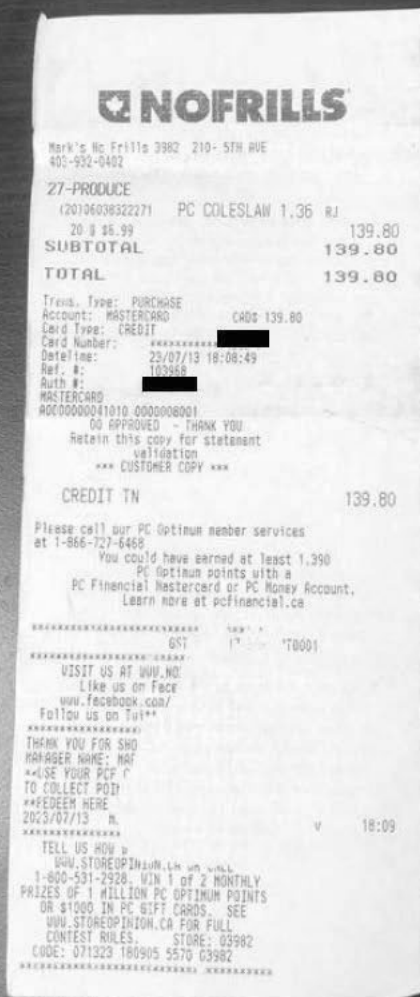 NOFRILLS
Mark's No Frills 3982 210- 5TH AVE
403-932-0402
27-PRODUCE
(20)06038322271 PC COLESLAW 1.36 RJ
20 @ $6.99 139.80
SUBTOTAL 139.80
TOTAL 139.80
Trans. Type: PURCHASE
Account: MASTERCARD CAD$ 139.80
Card Type: CREDIT
Card Number: ************
DateTime: 23/07/13 18:08:49
Ref. #: 103968
Auth #:
MASTERCARD
A0000000041010 0000008001
00 APPROVED - THANK YOU
Retain this copy for statement
validation
*** CUSTOMER COPY ***
CREDIT TN 139.80
Please call our PC Optimum member services
at 1-866-727-6468
You could have earned at least 1,390
PC Optimum points with a
PC Financial Mastercard or PC Money Account.
Learn more at pcfinancial.ca
GST T0001
VISIT US AT WWW.NO
Like us on Face
www.facebook.com/
Follow us on Twi**
THANK YOU FOR SHO
MANAGER NAME: MAR
**USE YOUR PCF
TO COLLECT POI
**REDEEM HERE
2023/07/13 18:09
TELL US HOW
WWW.STOREOPINION.CA OR CALL
1-800-531-2928. WIN 1 of 2 MONTHLY
PRIZES OF 1 MILLION PC OPTIMUM POINTS
OR $1000 IN PC GIFT CARDS. SEE
WWW.STOREOPINION.CA FOR FULL
CONTEST RULES. STORE: 03982
CODE: 071323 180905 5570 03982